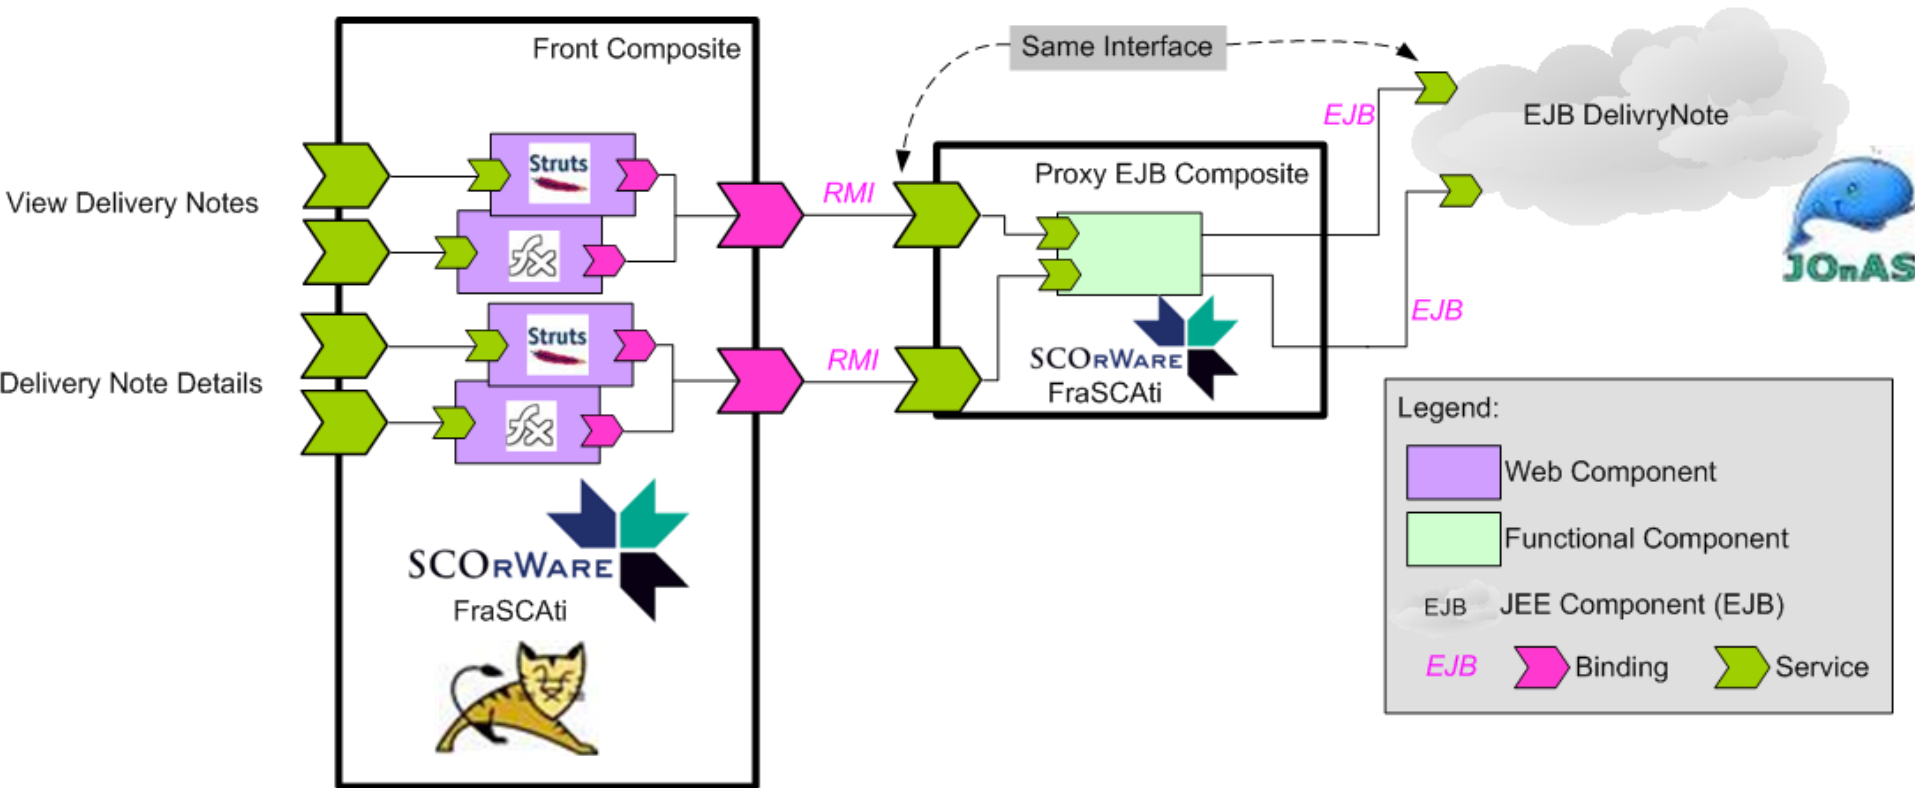 Front Composite
Same Interface
EJB
EJB DelivryNote
View Delivery Notes
Struts
fx
RMI
Proxy EJB Composite
JOnAS
Delivery Note Details
Struts
fx
RMI
SCORWARE
FraSCAti
EJB
SCORWARE
FraSCAti
Legend:
Web Component
Functional Component
EJB JEE Component (EJB)
EJB Binding Service